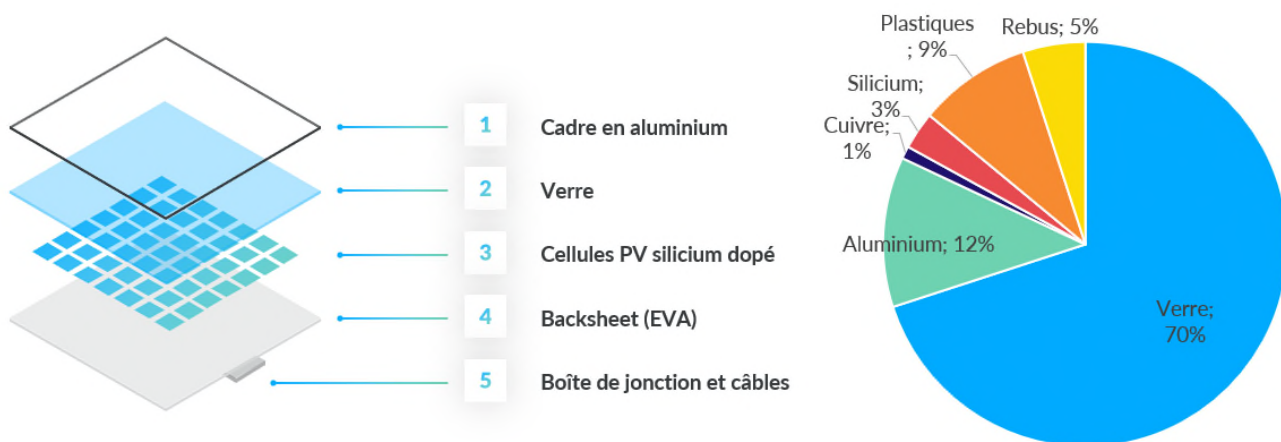 1
Cadre en aluminium
2
Verre
3
Cellules PV silicium dopé
4
Backsheet (EVA)
5
Boîte de jonction et câbles
Plastiques
; 9%
Rebus; 5%
Silicium;
3%
Cuivre;
1%
Aluminium; 12%
Verre;
70%